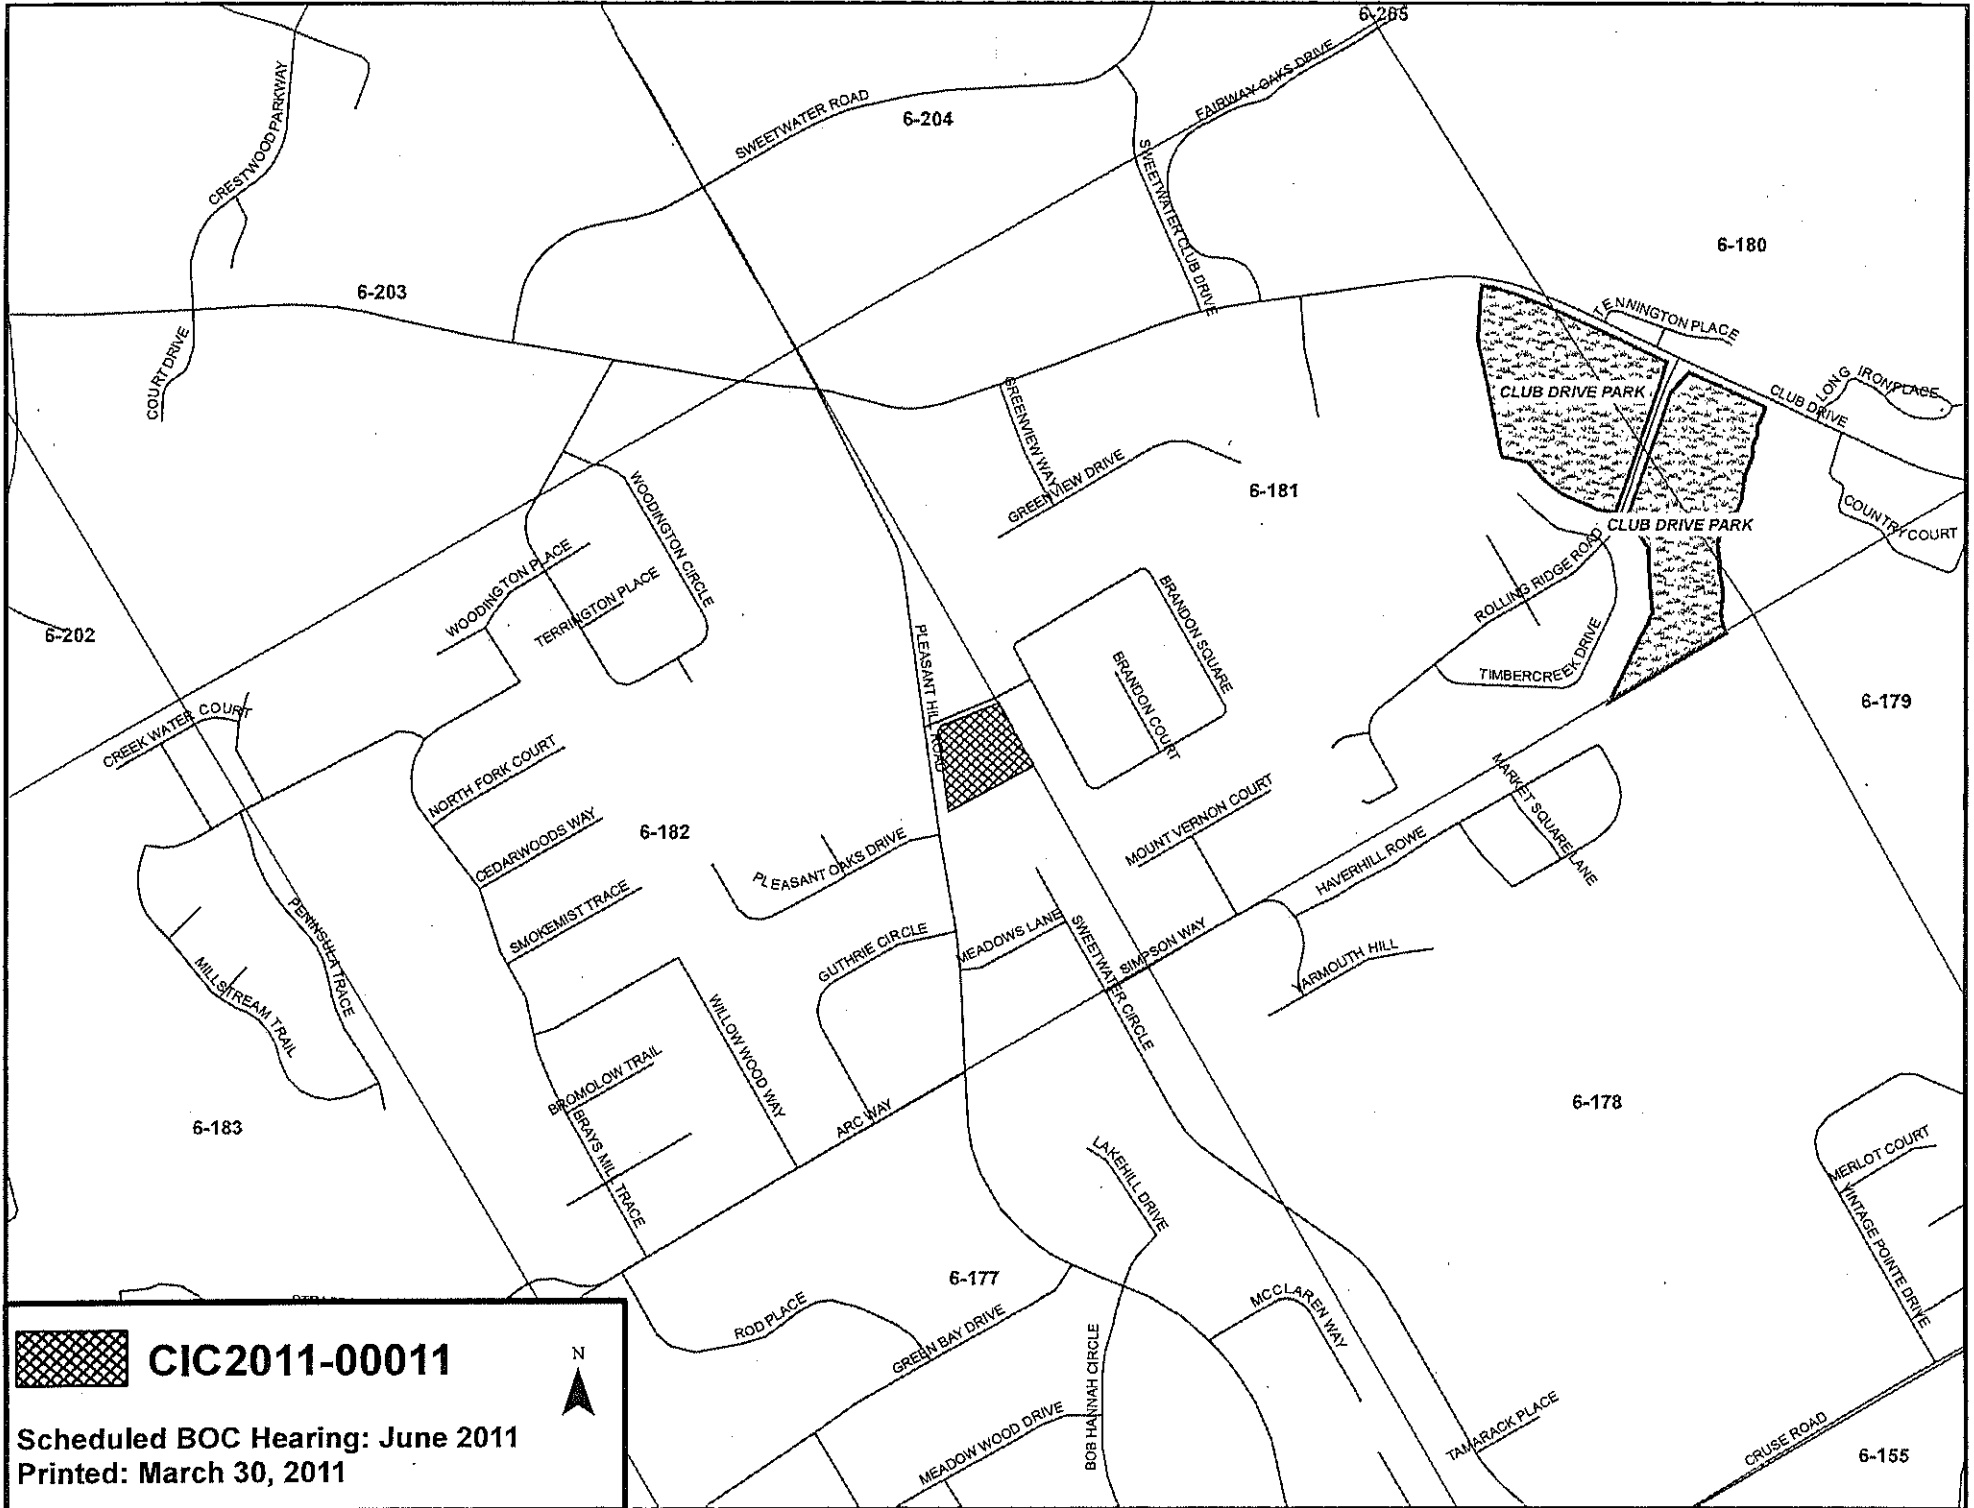 6-205
CRESTWOOD PARKWAY
SWEETWATER ROAD
6-204
FAIRWAY OAKS DRIVE
SWEETWATER CLUB DRIVE
6-180
6-203
COURT DRIVE
TENNINGTON PLACE
LONG IRON PLACE
CLUB DRIVE
CLUB DRIVE PARK
GREENVIEW WAY
GREENVIEW DRIVE
6-181
WOODINGTON CIRCLE
CLUB DRIVE PARK
COUNTRY COURT
WOODINGTON PLACE
TERRINGTON PLACE
ROLLING RIDGE ROAD
6-202
BRANDON SQUARE
PLEASANT HILL ROAD
BRANDON COURT
TIMBERCREEK DRIVE
6-179
CREEK WATER COURT
NORTH FORK COURT
MARKET SQUARE LANE
MOUNT VERNON COURT
6-182
CEDARWOODS WAY
PLEASANT OAKS DRIVE
HAVERHILL ROWE
SMOKEMIST TRACE
PENINSULA TRACE
GUTHRIE CIRCLE
MEADOWS LANE
SWEETWATER CIRCLE
SIMPSON WAY
YARMOUTH HILL
MILLSTREAM TRAIL
WILLOW WOOD WAY
BROMOLOW TRAIL
ARC WAY
6-178
6-183
BRAYS MILL TRACE
LAKEHILL DRIVE
MERLOT COURT
VINTAGE POINTE DRIVE
6-177
ROD PLACE
GREEN BAY DRIVE
MCCLAREN WAY
BOB HANNAH CIRCLE
MEADOW WOOD DRIVE
TAMARACK PLACE
CRUSE ROAD
6-155
CIC2011-00011
N
Scheduled BOC Hearing: June 2011
Printed: March 30, 2011